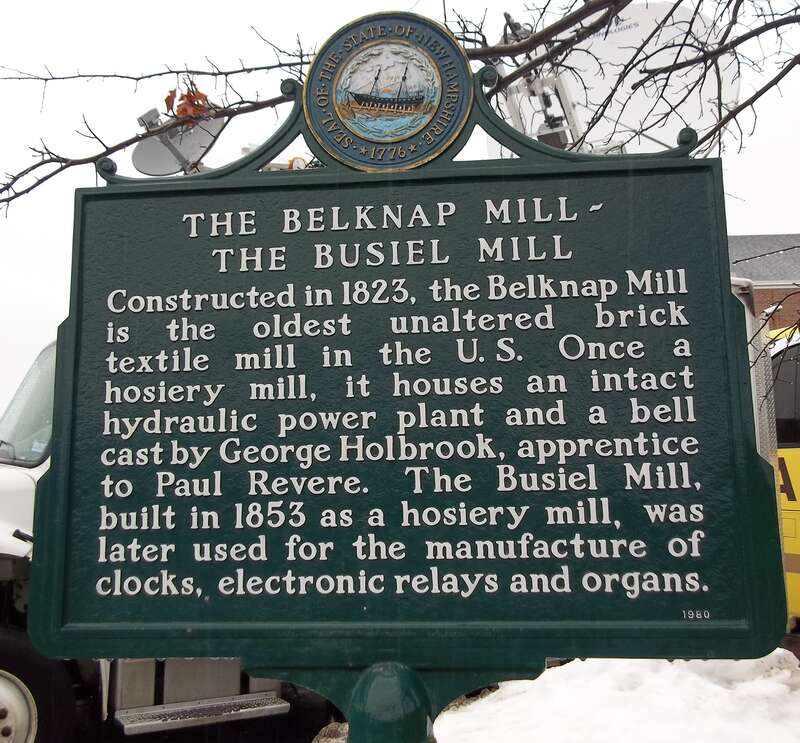 SEAL·OF·THE·STATE·OF·NEW HAMPSHIRE
★1776★
THE BELKNAP MILL -
THE BUSIEL MILL
Constructed in 1823, the Belknap Mill
is the oldest unaltered brick
textile mill in the U. S. Once a
hosiery mill, it houses an intact
hydraulic power plant and a bell
cast by George Holbrook, apprentice
to Paul Revere. The Busiel Mill,
built in 1853 as a hosiery mill, was
later used for the manufacture of
clocks, electronic relays and organs.
1980